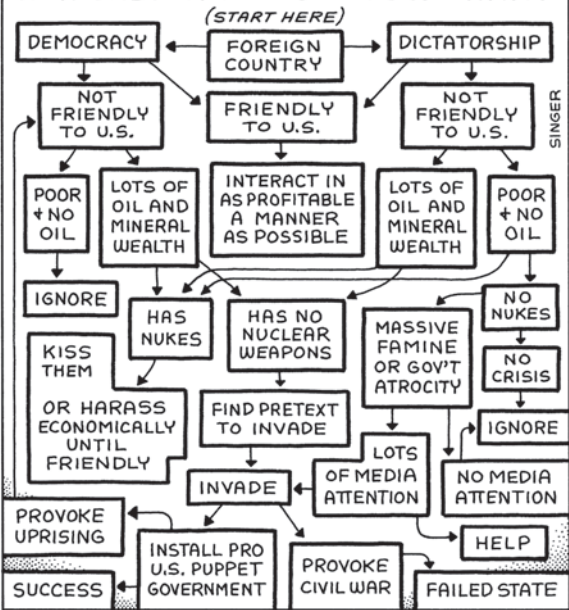 (START HERE)
DEMOCRACY
FOREIGN
COUNTRY
DICTATORSHIP
NOT
FRIENDLY
TO U.S.
FRIENDLY
TO U.S.
NOT
FRIENDLY
TO U.S.
SINGER
POOR
+ NO
OIL
LOTS OF
OIL AND
MINERAL
WEALTH
INTERACT IN
AS PROFITABLE
A MANNER
AS POSSIBLE
LOTS OF
OIL AND
MINERAL
WEALTH
POOR
+ NO
OIL
IGNORE
HAS
NUKES
HAS NO
NUCLEAR
WEAPONS
MASSIVE
FAMINE
OR GOV'T
ATROCITY
NO
NUKES
NO
CRISIS
KISS
THEM
OR HARASS
ECONOMICALLY
UNTIL
FRIENDLY
FIND PRETEXT
TO INVADE
IGNORE
LOTS
OF MEDIA
ATTENTION
NO MEDIA
ATTENTION
INVADE
PROVOKE
UPRISING
INSTALL PRO
U.S. PUPPET
GOVERNMENT
PROVOKE
CIVIL WAR
HELP
SUCCESS
FAILED STATE